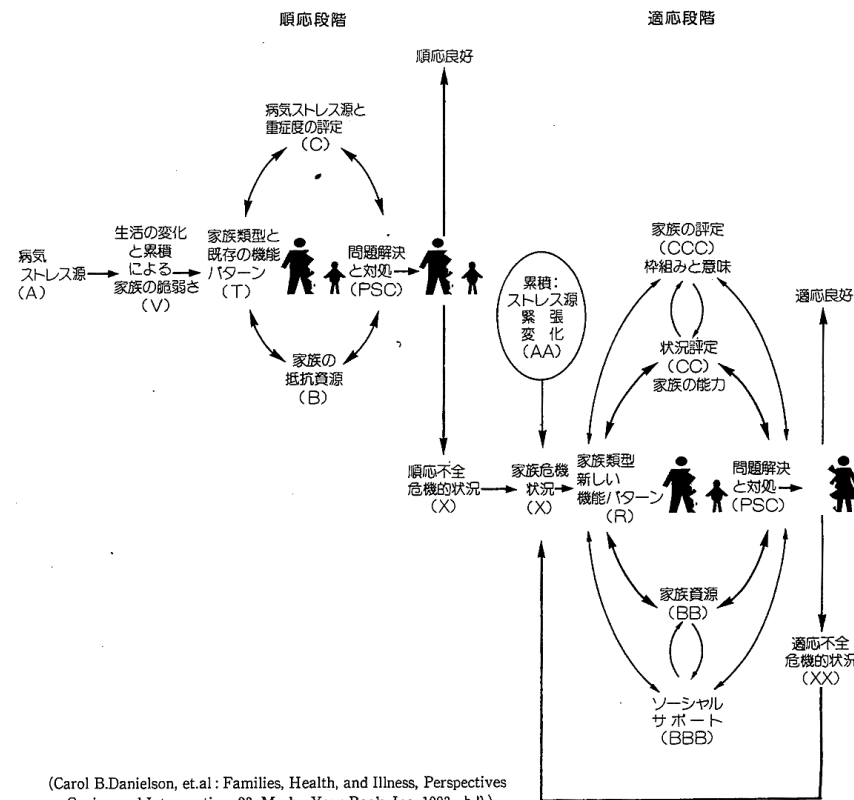 順応段階
適応段階
順応良好
病気ストレス源と
重症度の評定
(C)
病気
ストレス源
(A)
生活の変化
と累積
による
家族の脆弱さ
(V)
家族類型と
既存の機能
パターン
(T)
問題解決
と対処
(PSC)
家族の
抵抗資源
(B)
順応不全
危機的状況
(X)
累積:
ストレス源
緊張
変化
(AA)
家族危機
状況
(X)
家族の評定
(CCC)
枠組みと意味
状況評定
(CC)
家族の能力
家族類型
新しい
機能パターン
(R)
問題解決
と対処
(PSC)
適応良好
家族資源
(BB)
ソーシャル
サポート
(BBB)
適応不全
危機的状況
(XX)
(Carol B.Danielson, et.al : Families, Health, and Illness, Perspectives